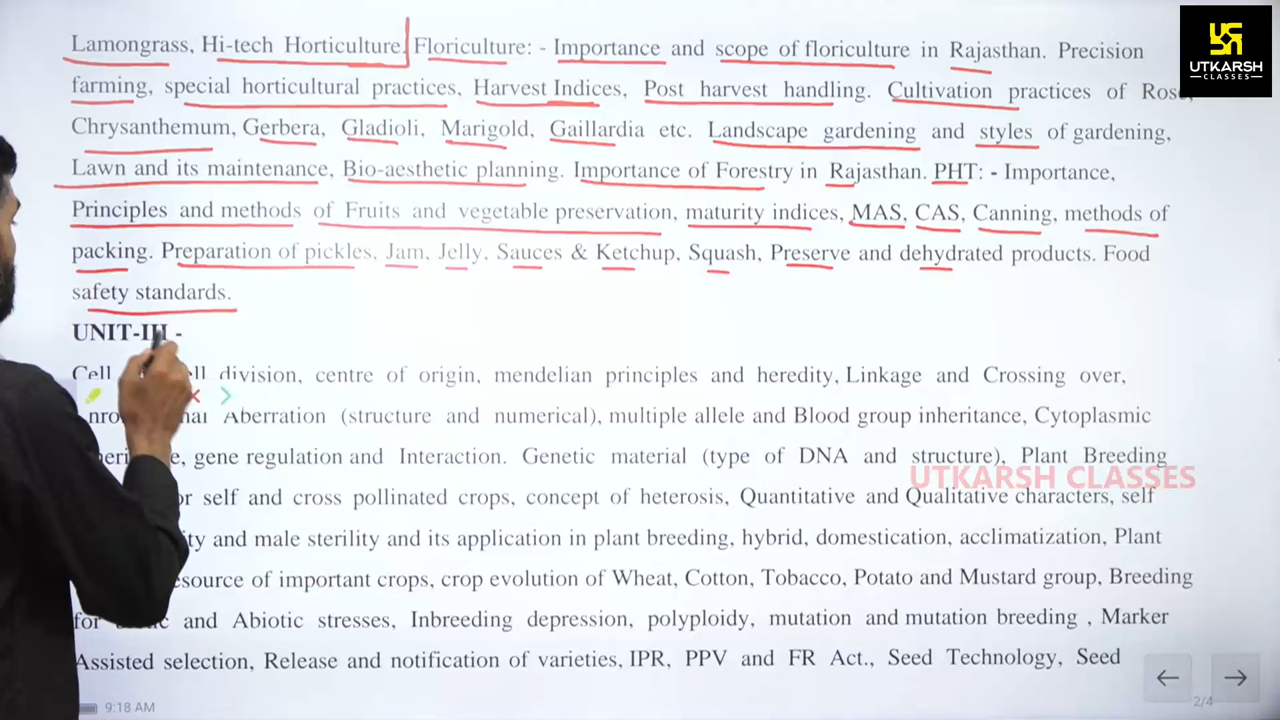 Lamongrass, Hi-tech Horticulture. Floriculture: - Importance and scope of floriculture in Rajasthan. Precision
farming, special horticultural practices, Harvest Indices, Post harvest handling. Cultivation practices of Rose,
Chrysanthemum, Gerbera, Gladioli, Marigold, Gaillardia etc. Landscape gardening and styles of gardening,
Lawn and its maintenance, Bio-aesthetic planning. Importance of Forestry in Rajasthan. PHT: - Importance,
Principles and methods of Fruits and vegetable preservation, maturity indices, MAS, CAS, Canning, methods of
packing. Preparation of pickles, Jam, Jelly, Sauces & Ketchup, Squash, Preserve and dehydrated products. Food
safety standards.
UNIT-III -
Cell division, centre of origin, mendelian principles and heredity, Linkage and Crossing over,
Aberration (structure and numerical), multiple allele and Blood group inheritance, Cytoplasmic
gene regulation and Interaction. Genetic material (type of DNA and structure), Plant Breeding
self and cross pollinated crops, concept of heterosis, Quantitative and Qualitative characters, self
and male sterility and its application in plant breeding, hybrid, domestication, acclimatization, Plant
of important crops, crop evolution of Wheat, Cotton, Tobacco, Potato and Mustard group, Breeding
for and Abiotic stresses, Inbreeding depression, polyploidy, mutation and mutation breeding , Marker
Assisted selection, Release and notification of varieties, IPR, PPV and FR Act., Seed Technology, Seed
UTKARSH
CLASSES
UTKARSH CLASSES
2/4
9:18 AM